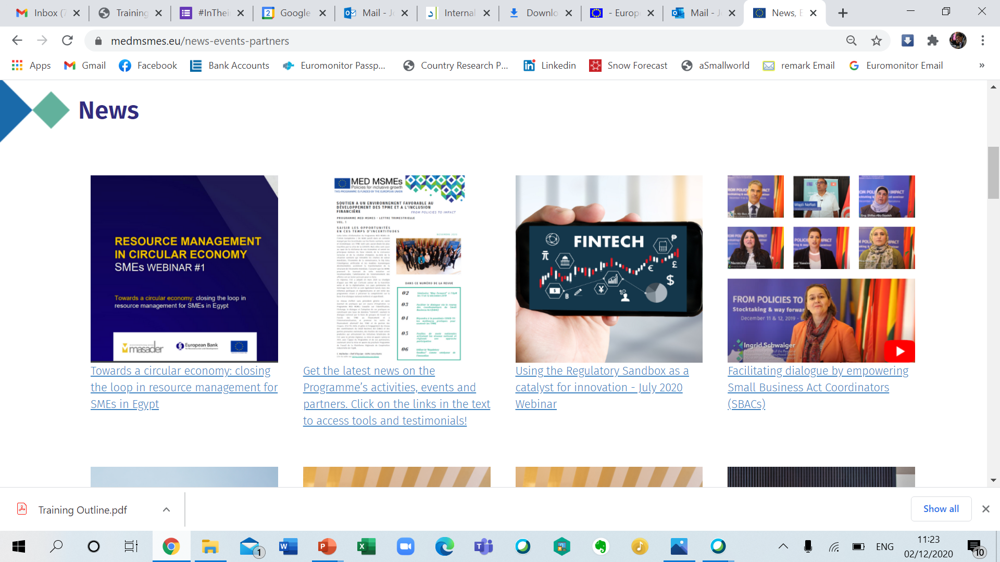 Inbox (7
Training
#InThei
Google
Mail - Jo
Internal
Downlo
- Europ
Mail - J
News, E
medmsmes.eu/news-events-partners
Apps
Gmail
Facebook
Bank Accounts
Euromonitor Passp...
Country Research P...
Linkedin
Snow Forecast
aSmallworld
remark Email
Euromonitor Email
»
News
RESOURCE MANAGEMENT
IN CIRCULAR ECONOMY
SMEs WEBINAR #1
Towards a circular economy: closing the loop in
resource management for SMEs in Egypt
masader
European Bank
Towards a circular economy: closing
the loop in resource management for
SMEs in Egypt
MED MSMEs
Policies for inclusive growth
THIS PROGRAMME IS FUNDED BY THE EUROPEAN UNION
SOUTIEN A UN ENVIRONNEMENT FAVORABLE AU
DÉVELOPPEMENT DES TPME ET A L'INCLUSION
FINANCIÈRE
FROM POLICIES TO IMPACT
PROGRAMME MED MSMES - LETTRE TRIMESTRIELLE
VOL. 1
SAISIR LES OPPORTUNITÉS
EN CES TEMPS D'INCERTITUDES
DANS CE NUMÉRO DE LA REVUE
02
03
04
05
06
Get the latest news on the
Programme's activities, events and
partners. Click on the links in the text
to access tools and testimonials!
FINTECH
Using the Regulatory Sandbox as a
catalyst for innovation - July 2020
Webinar
Wajdi Neffati
FROM POLICIES TO
Stocktaking & way forwar
December 11 & 12, 2019 -
Ingrid Schwaiger
Facilitating dialogue by empowering
Small Business Act Coordinators
(SBACs)
Training Outline.pdf
Show all
1
ENG
11:23
02/12/2020
10